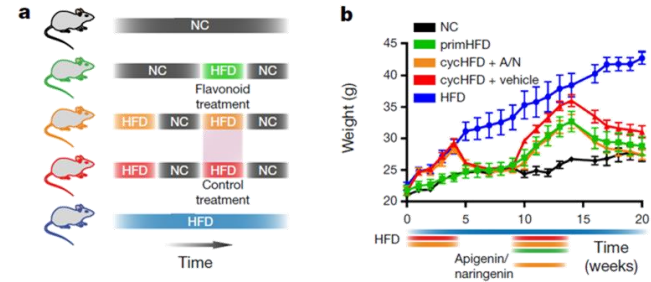 a
NC
NC HFD NC
Flavonoid
treatment
HFD NC HFD NC
HFD NC HFD NC
Control
treatment
HFD
Time
b
NC
primHFD
cycHFD + A/N
cycHFD + vehicle
HFD
Weight (g)
45
40
35
30
25
20
0 5 10 15 20
HFD
Apigenin/
naringenin
Time
(weeks)